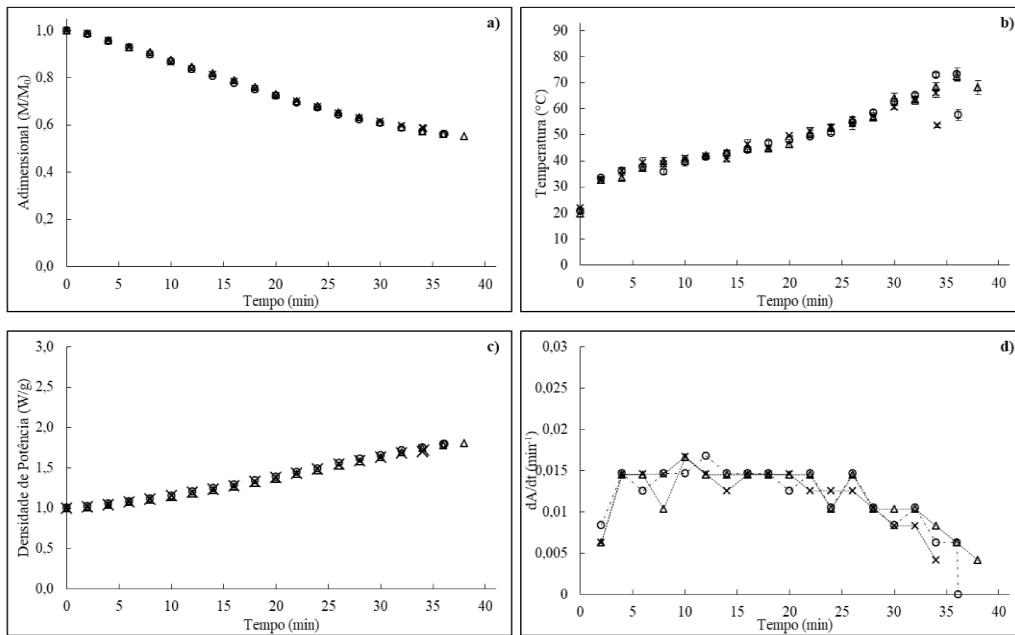 a)
Adimensional (M/M₀)
1,0
0,8
0,6
0,4
0,2
0,0
0 5 10 15 20 25 30 35 40
Tempo (min)
b)
Temperatura (°C)
90
80
70
60
50
40
30
20
10
0
0 5 10 15 20 25 30 35 40
Tempo (min)
c)
Densidade de Potência (W/g)
3,0
2,5
2,0
1,5
1,0
0,5
0,0
0 5 10 15 20 25 30 35 40
Tempo (min)
d)
dA/dt (min⁻¹)
0,03
0,025
0,02
0,015
0,01
0,005
0
0 5 10 15 20 25 30 35 40
Tempo (min)